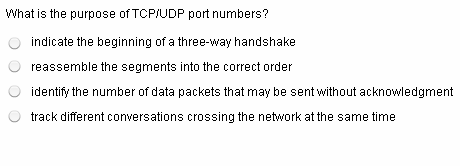 What is the purpose of TCP/UDP port numbers?
indicate the beginning of a three-way handshake
reassemble the segments into the correct order
identify the number of data packets that may be sent without acknowledgment
track different conversations crossing the network at the same time